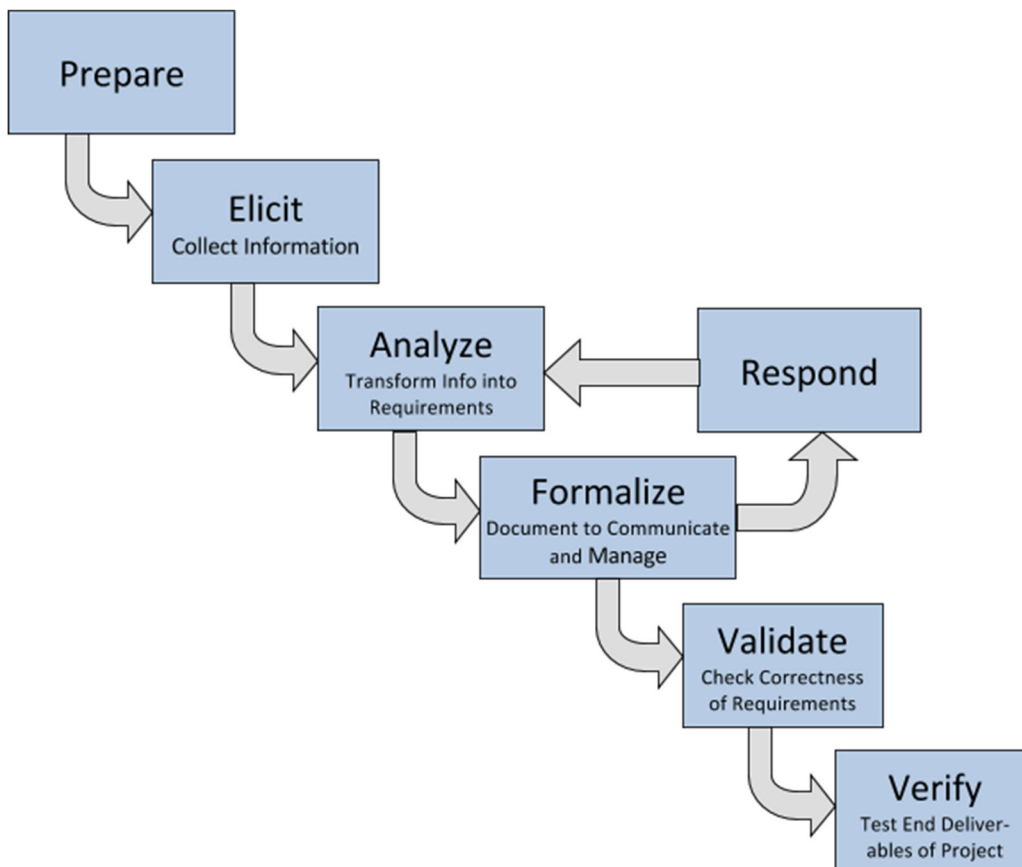 Prepare
Elicit
Collect Information
Analyze
Transform Info into
Requirements
Respond
Formalize
Document to Communicate
and Manage
Validate
Check Correctness
of Requirements
Verify
Test End Deliver-
ables of Project